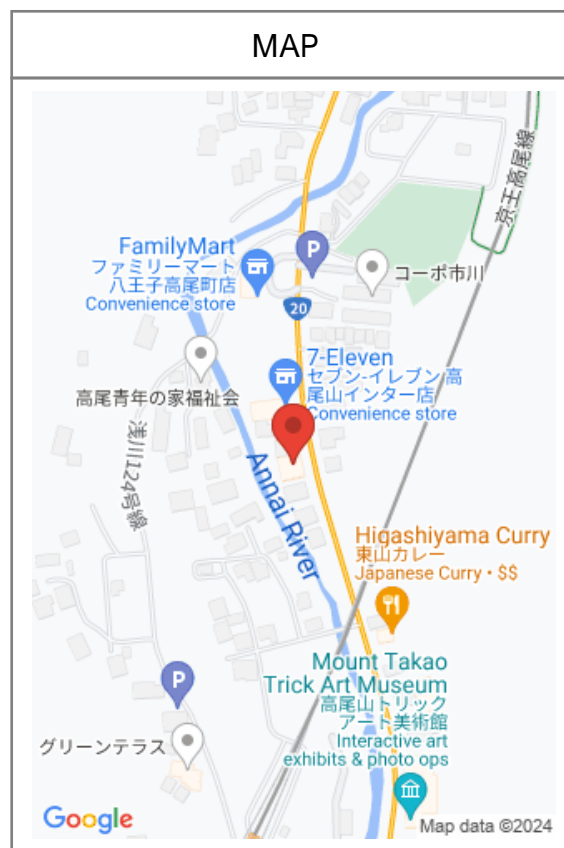 MAP
京王高尾線
FamilyMart
ファミリーマート
八王子高尾町店
Convenience store
P
コーポ市川
20
7-Eleven
セブン-イレブン 高
尾山インター店
Convenience store
高尾青年の家福祉会
浅川124号線
Annai River
Higashiyama Curry
東山カレー
Japanese Curry • $$
Mount Takao
Trick Art Museum
高尾山トリック
アート美術館
Interactive art
exhibits & photo ops
P
グリーンテラス
Google
Map data ©2024